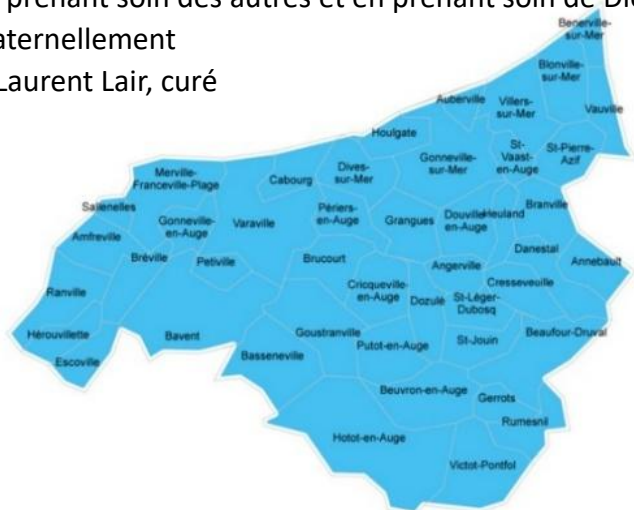 prenant soin des autres et en prenant soin de Die
aternellement
Laurent Lair, curé
Benerville-
sur-Mer
Blonville-
sur-Mer
Auberville
Villers-
sur-Mer
Vauville
Houlgate
St-
Vaast-
en-Auge
St-Pierre-
Azif
Gonneville-
sur-Mer
Dives-
sur-Mer
Merville-
Franceville-Plage
Cabourg
Sallenelles
Gonneville-
en-Auge
Varaville
Périers-
en-Auge
Grangues
Douville-
en-Auge
Heuland
Branville
Amfreville
Bréville
Petiville
Brucourt
Angerville
Danestal
Annebault
Cricqueville-
en-Auge
Dozulé
St-Léger-
Dubosq
Cresseveuille
Ranville
Hérouvillette
Escoville
Bavent
Basseneville
Goustranville
Putot-en-Auge
St-Jouin
Beaufour-Druval
Beuvron-en-Auge
Gerrots
Rumesnil
Hotot-en-Auge
Victot-Pontfol